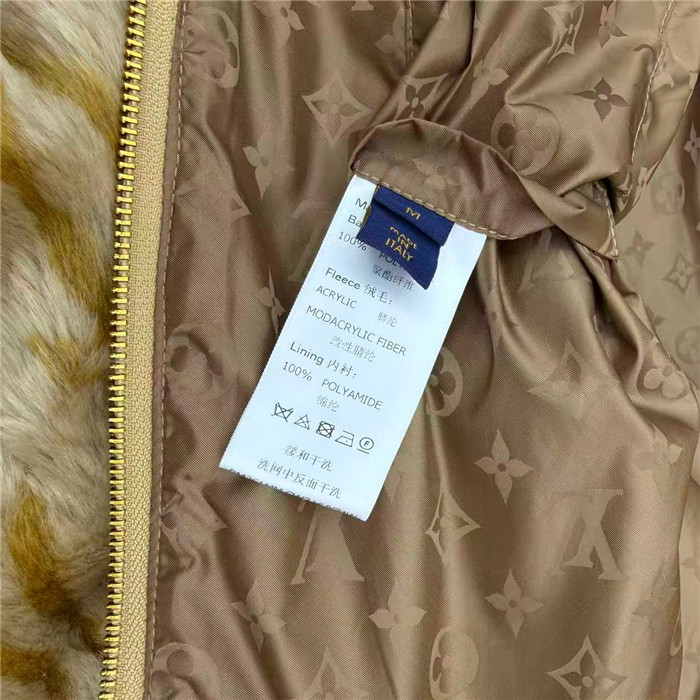 M
MADE
IN
ITALY
100% PO
聚酯纤维
Fleece 绒毛：
ACRYLIC 腈纶
MODACRYLIC FIBER
改性腈纶
Lining 内衬：
100% POLYAMIDE
锦纶
缓和干洗
洗网中反面干洗